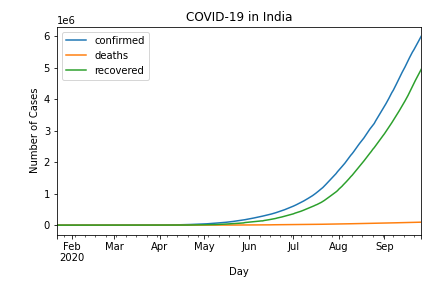 COVID-19 in India
1e6
confirmed
deaths
recovered
Number of Cases
6
5
4
3
2
1
0
Feb Mar Apr May Jun Jul Aug Sep
2020
Day